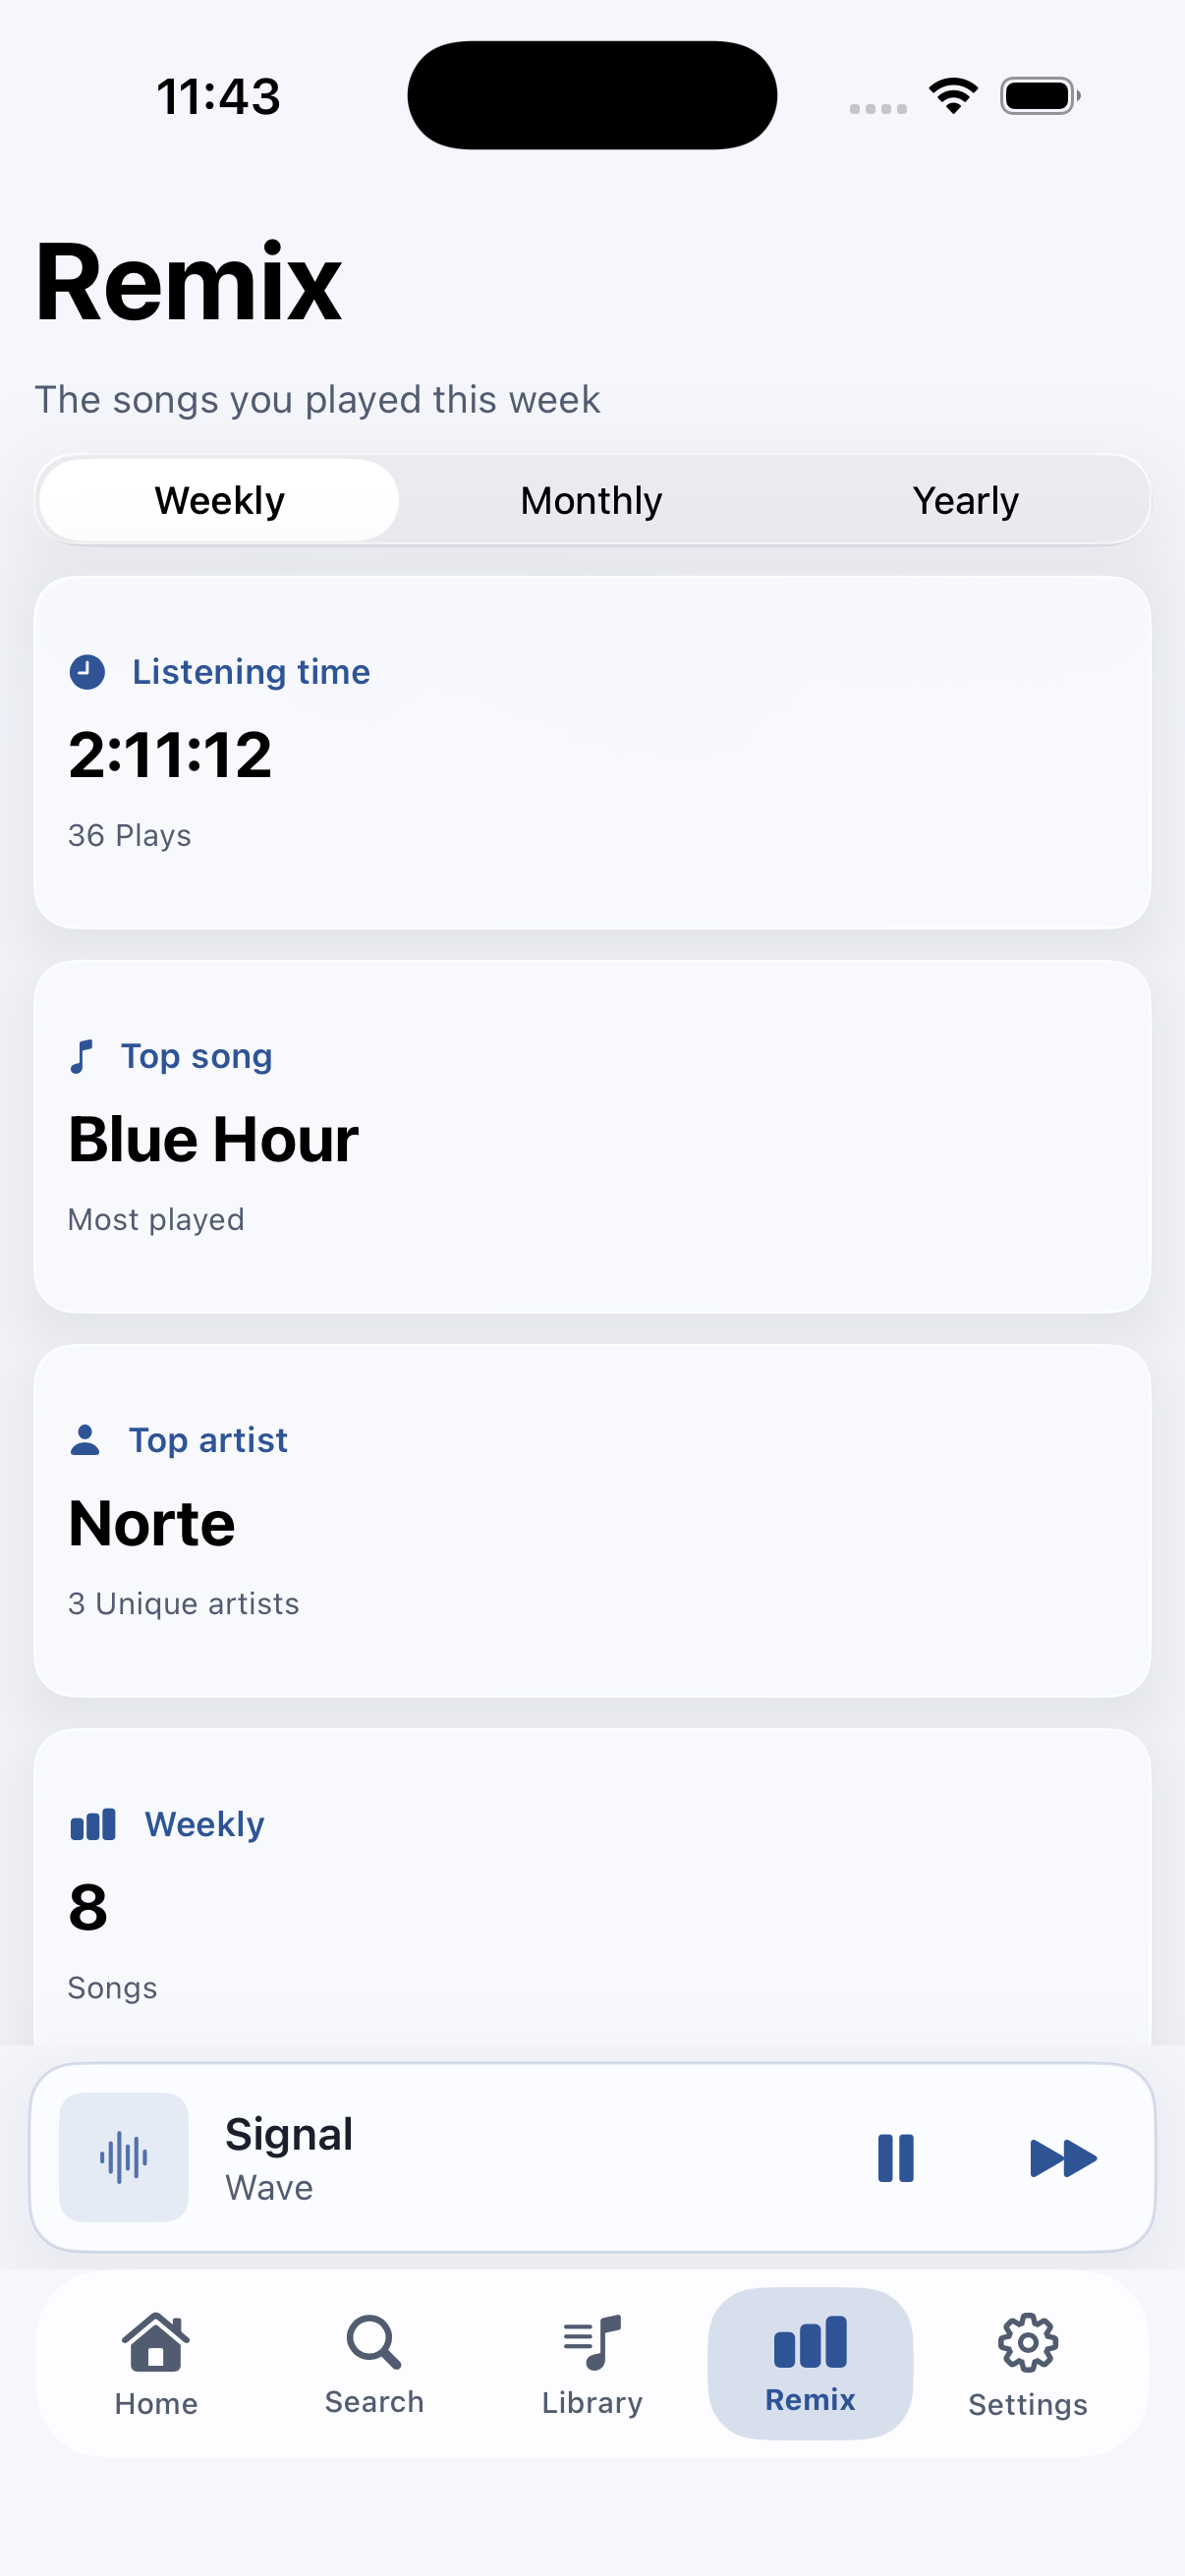 11:43
Remix
The songs you played this week
Weekly
Monthly
Yearly
Listening time
2:11:12
36 Plays
Top song
Blue Hour
Most played
Top artist
Norte
3 Unique artists
Weekly
8
Songs
Signal
Wave
Home
Search
Library
Remix
Settings